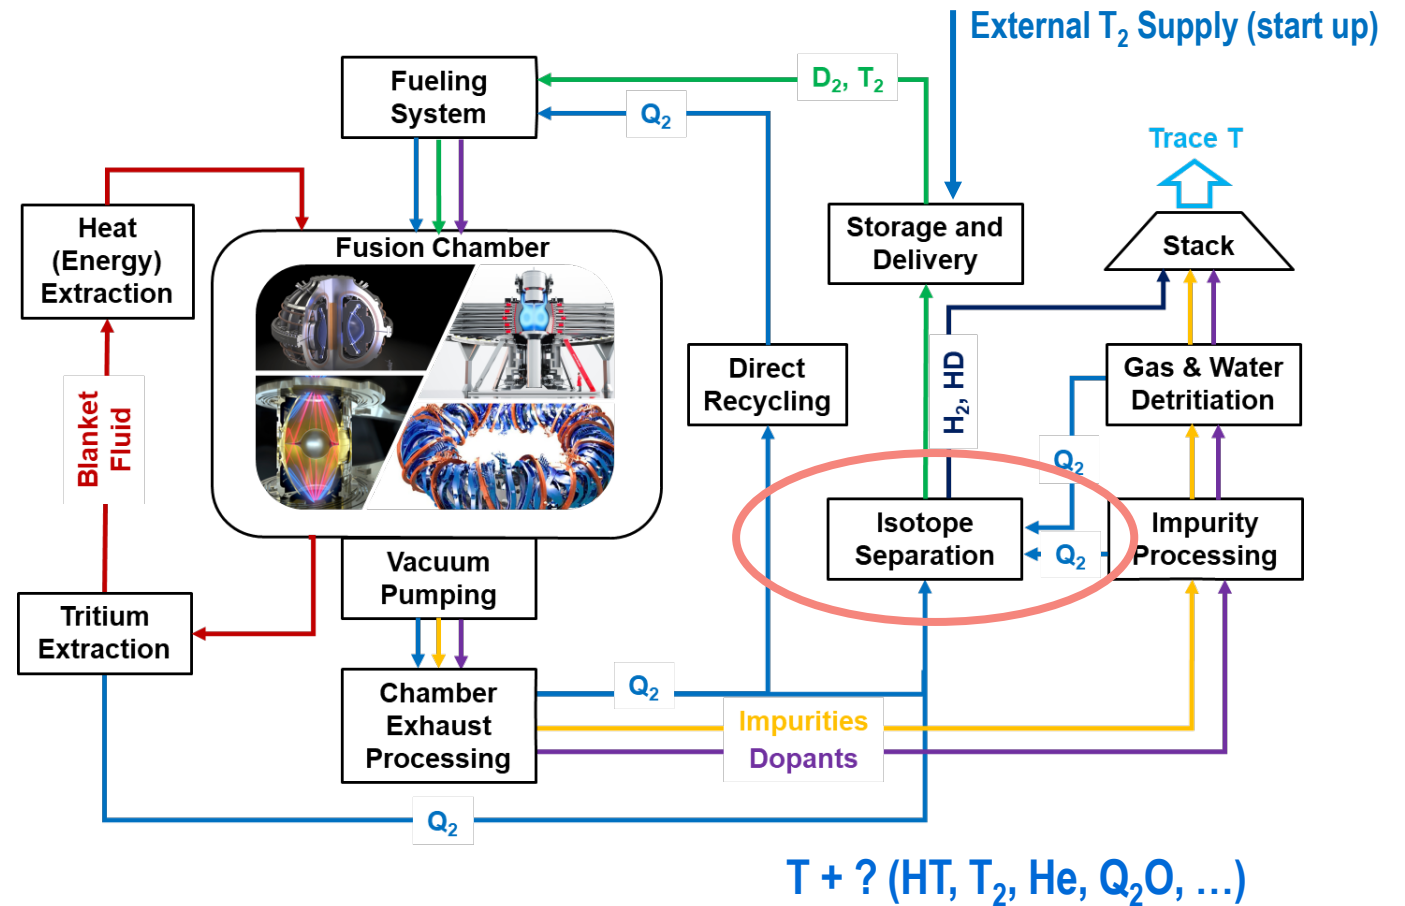 External T₂ Supply (start up)
Fueling
System
D₂, T₂
Q₂
Trace T
Heat
(Energy)
Extraction
Fusion Chamber
Storage and
Delivery
Stack
Blanket
Fluid
Direct
Recycling
H₂, HD
Gas & Water
Detritiation
Q₂
Isotope
Separation
Q₂
Impurity
Processing
Vacuum
Pumping
Tritium
Extraction
Chamber
Exhaust
Processing
Q₂
Impurities
Dopants
Q₂
T + ? (HT, T₂, He, Q₂O, ...)